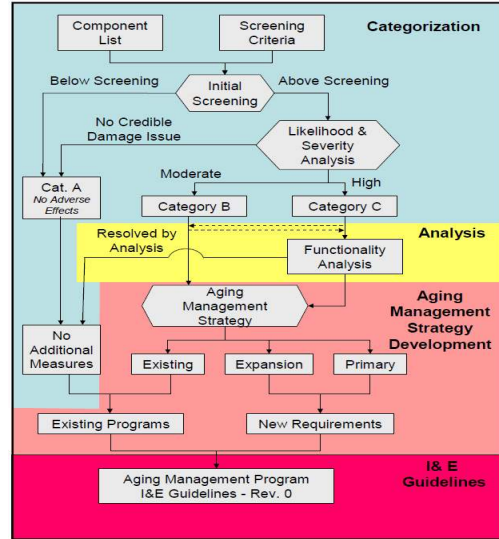 Component
List
Screening
Criteria
Categorization
Below Screening
Initial
Screening
Above Screening
No Credible
Damage Issue
Likelihood &
Severity
Analysis
Cat. A
No Adverse
Effects
Moderate
High
Category B
Category C
Resolved by
Analysis
Functionality
Analysis
Analysis
Aging
Management
Strategy
Aging
Management
Strategy
Development
No
Additional
Measures
Existing
Expansion
Primary
Existing Programs
New Requirements
I& E
Guidelines
Aging Management Program
I&E Guidelines - Rev. 0